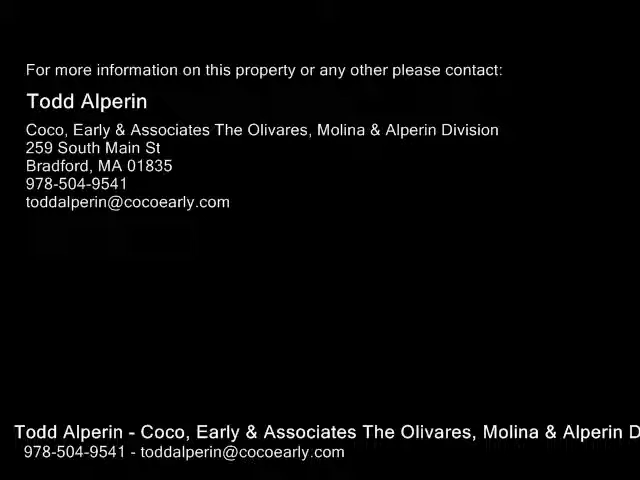 For more information on this property or any other please contact:
Todd Alperin
Coco, Early & Associates The Olivares, Molina & Alperin Division
259 South Main St
Bradford, MA 01835
978-504-9541
toddalperin@cocoearly.com
Todd Alperin - Coco, Early & Associates The Olivares, Molina & Alperin D
978-504-9541 - toddalperin@cocoearly.com